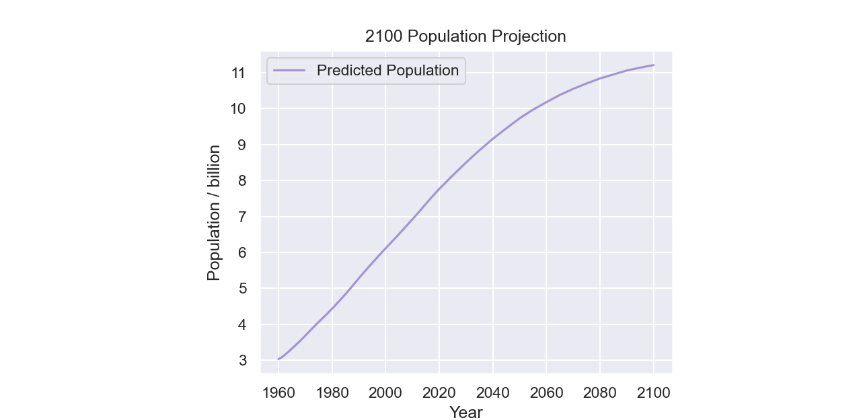 2100 Population Projection
Predicted Population
11
10
9
8
7
6
5
4
3
Population / billion
1960 1980 2000 2020 2040 2060 2080 2100
Year